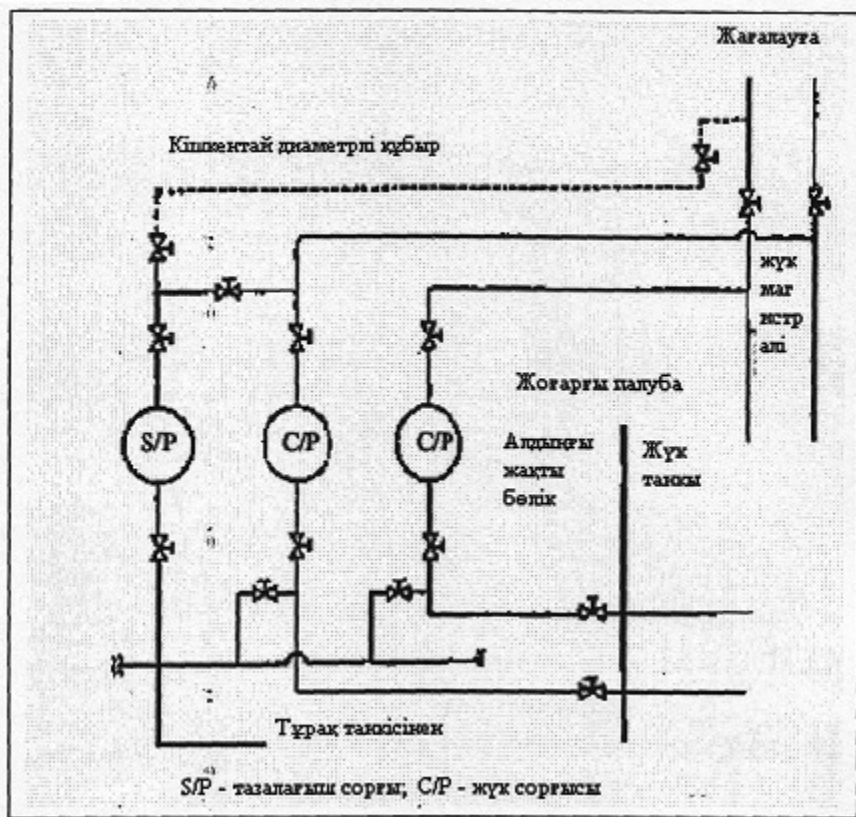 Жағалауға
Кішкентай диаметрлі құбыр
жүк
маг
истр
алі
Жоғарғы палуба
S/P
C/P
C/P
Алдыңғы
жақты
бөлік
Жүк
танкы
Тұрақ танкісінен
S/P - тазалағыш сорғы; C/P - жүк сорғысы